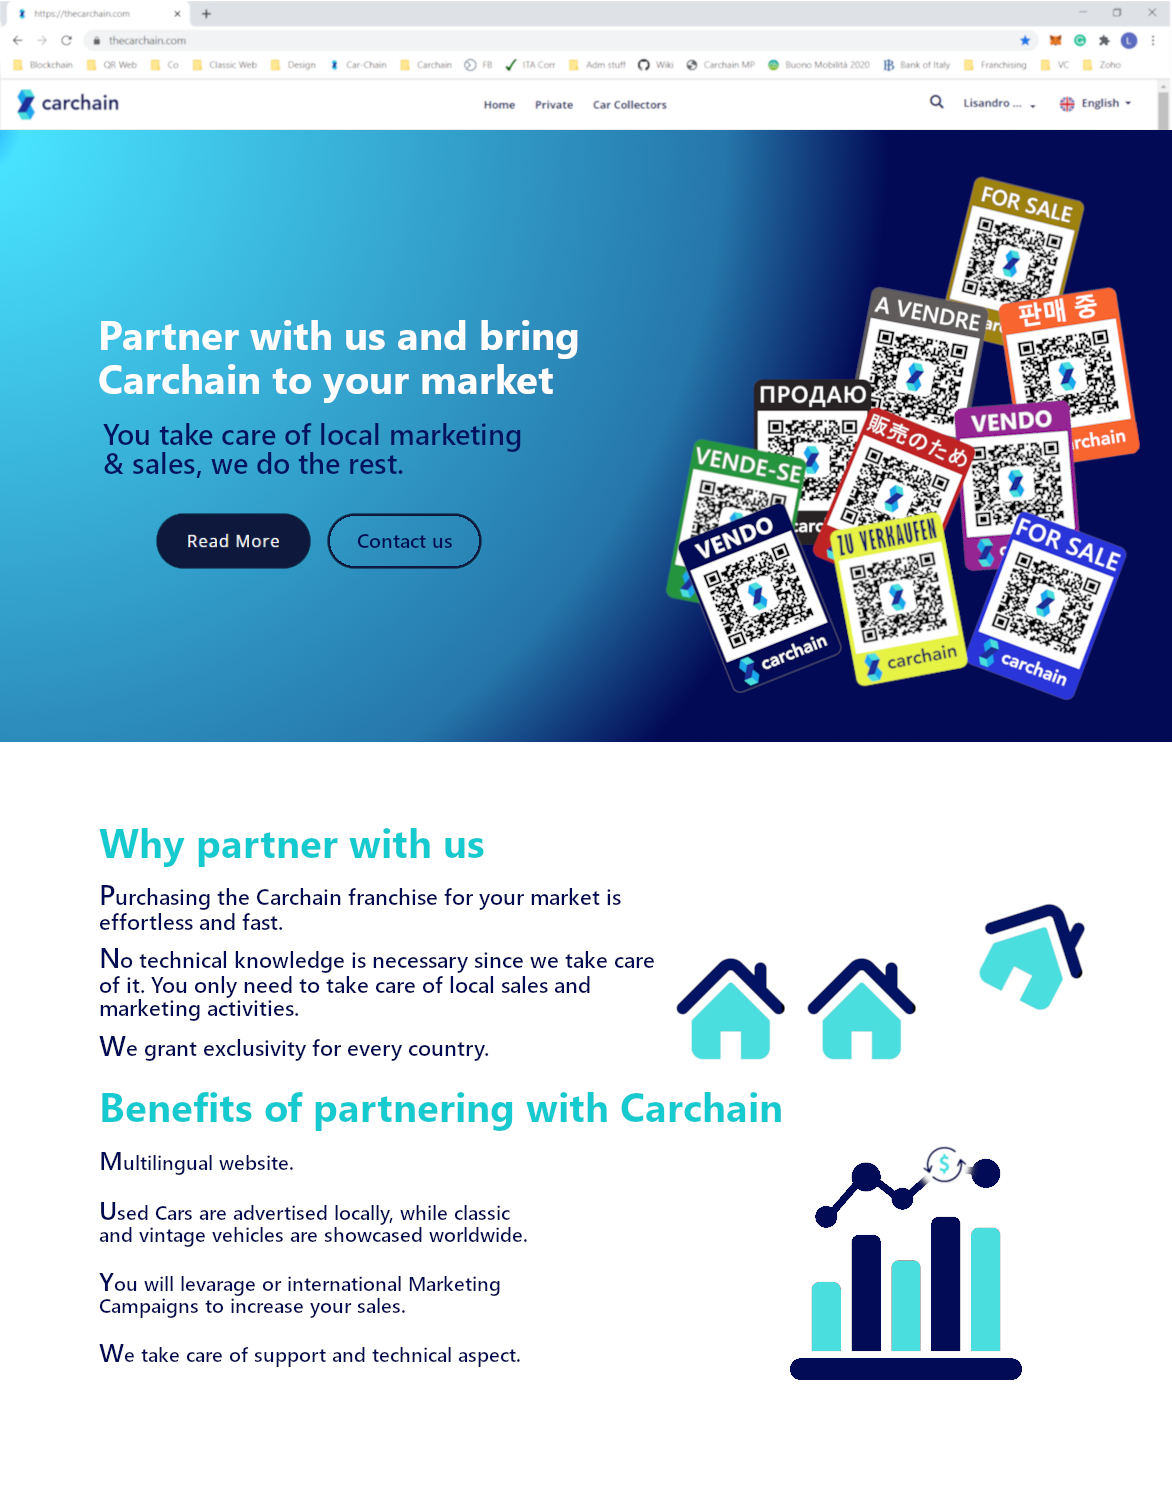 https://thecarchain.com
thecarchain.com
L
Blockchain QR Web Co Classic Web Design Car-Chain Carchain FB ITA Corr Adm stuff Wiki Carchain MP Buono Mobilità 2020 Bank of Italy Franchising VC Zoho
carchain
Home Private Car Collectors
Lisandro ... English
Partner with us and bring
Carchain to your market
You take care of local marketing
& sales, we do the rest.
Read More Contact us
FOR SALE
A VENDRE
판매 중
ПРОДАЮ
販売のため
VENDO
rchain
VENDE-SE
car
VENDO
carchain
ZU VERKAUFEN
carchain
FOR SALE
carchain
Why partner with us
Purchasing the Carchain franchise for your market is
effortless and fast.
No technical knowledge is necessary since we take care
of it. You only need to take care of local sales and
marketing activities.
We grant exclusivity for every country.
Benefits of partnering with Carchain
Multilingual website.
Used Cars are advertised locally, while classic
and vintage vehicles are showcased worldwide.
You will levarage or international Marketing
Campaigns to increase your sales.
We take care of support and technical aspect.
$